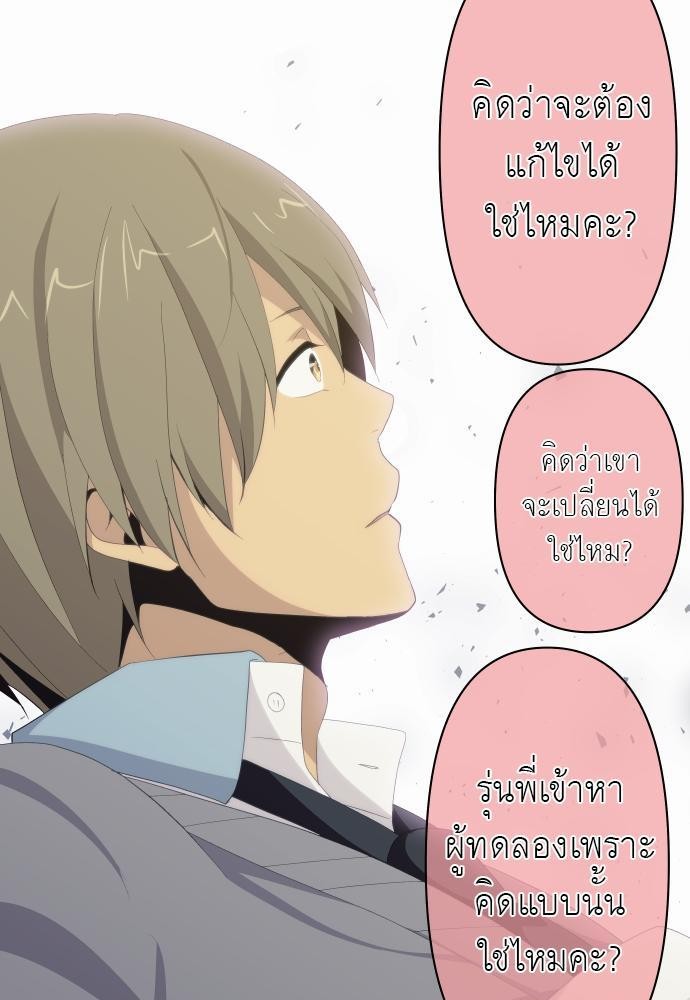 คิดว่าจะต้อง
แก้ไขได้
ใช่ไหมคะ?
คิดว่าเขา
จะเปลี่ยนได้
ใช่ไหม?
รุ่นพี่เข้าหา
ผู้ทดลองเพราะ
คิดแบบนั้น
ใช่ไหมคะ?